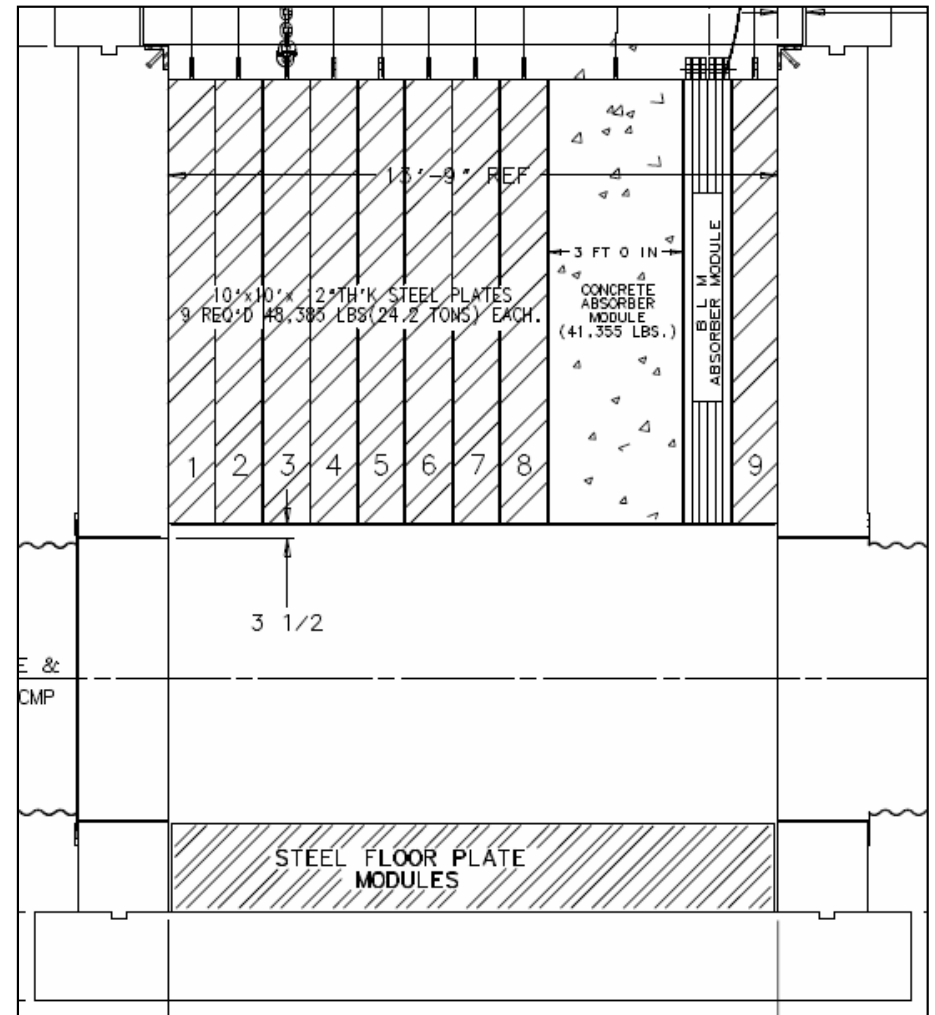 13'-9" REF
3 FT 0 IN
10'x10'x 12"TH'K STEEL PLATES
9 REQ'D 48,385 LBS(24.2 TONS) EACH.
CONCRETE
ABSORBER
MODULE
(41,355 LBS.)
B L M
ABSORBER MODULE
1 2 3 4 5 6 7 8 9
3 1/2
E &
CMP
STEEL FLOOR PLATE
MODULES